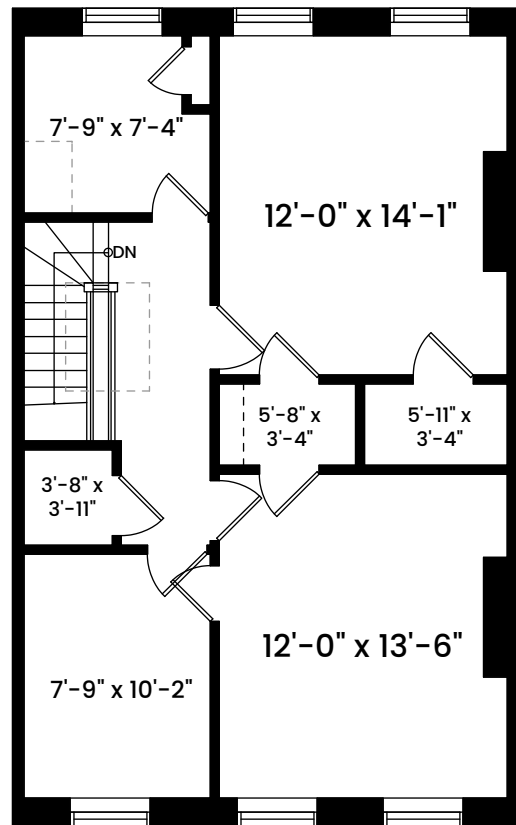 7'-9" x 7'-4"
12'-0" x 14'-1"
DN
5'-8" x
3'-4"
5'-11" x
3'-4"
3'-8" x
3'-11"
12'-0" x 13'-6"
7'-9" x 10'-2"